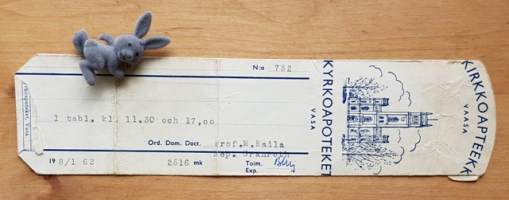 N:o 732
1 tabl. kl. 11.30 och 17,00
Ord. Dom. Doct. Prof.M.Haila
19 8/1 62 2516 mk Toim.
Exp.
KYRKOAPOTEKET
VASA
KIRKKOAPTEEKKI
VAASA